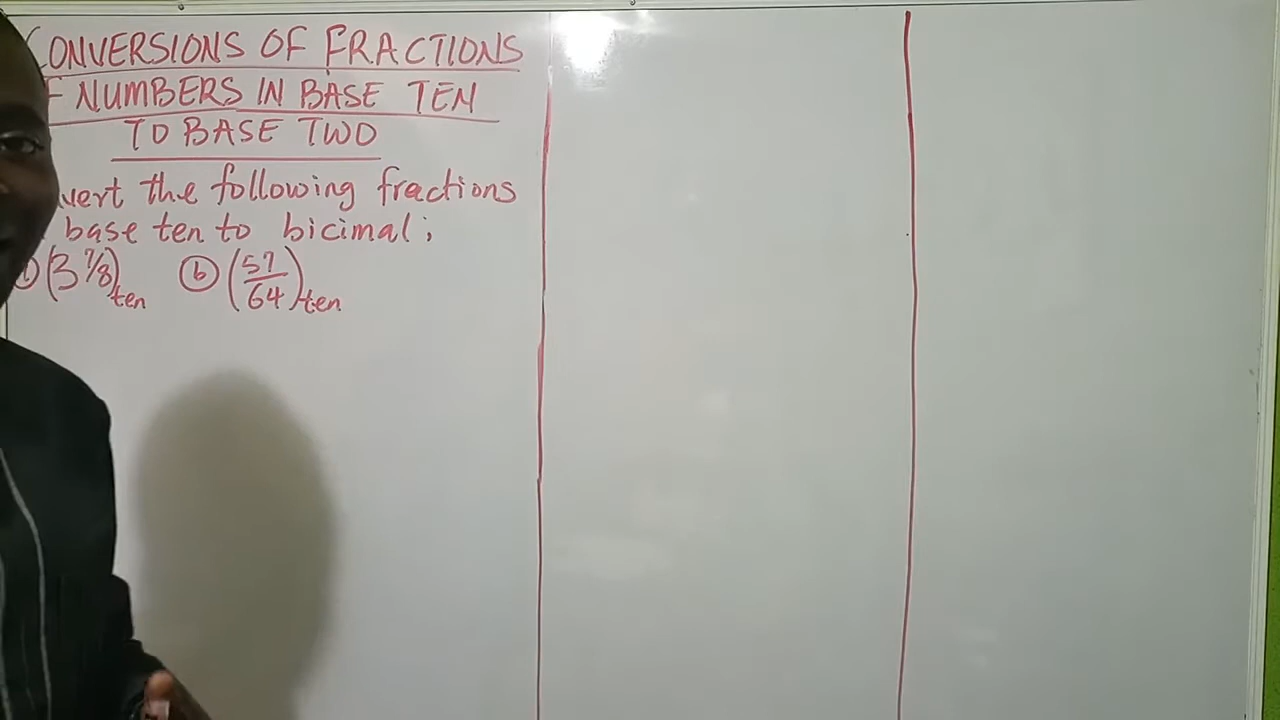 CONVERSIONS OF FRACTIONS
F NUMBERS IN BASE TEN
TO BASE TWO
vert the following fractions
base ten to bicimal;
(3 7/8)ten (b) (57/64)ten